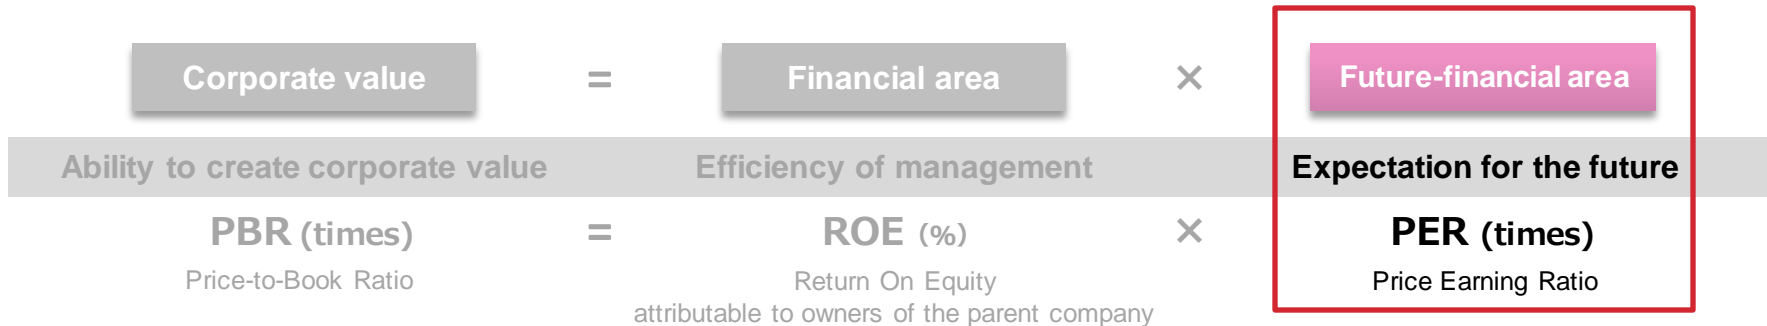 Corporate value = Financial area × Future-financial area
Ability to create corporate value Efficiency of management Expectation for the future
PBR (times) = ROE (%) × PER (times)
Price-to-Book Ratio Return On Equity Price Earning Ratio
attributable to owners of the parent company